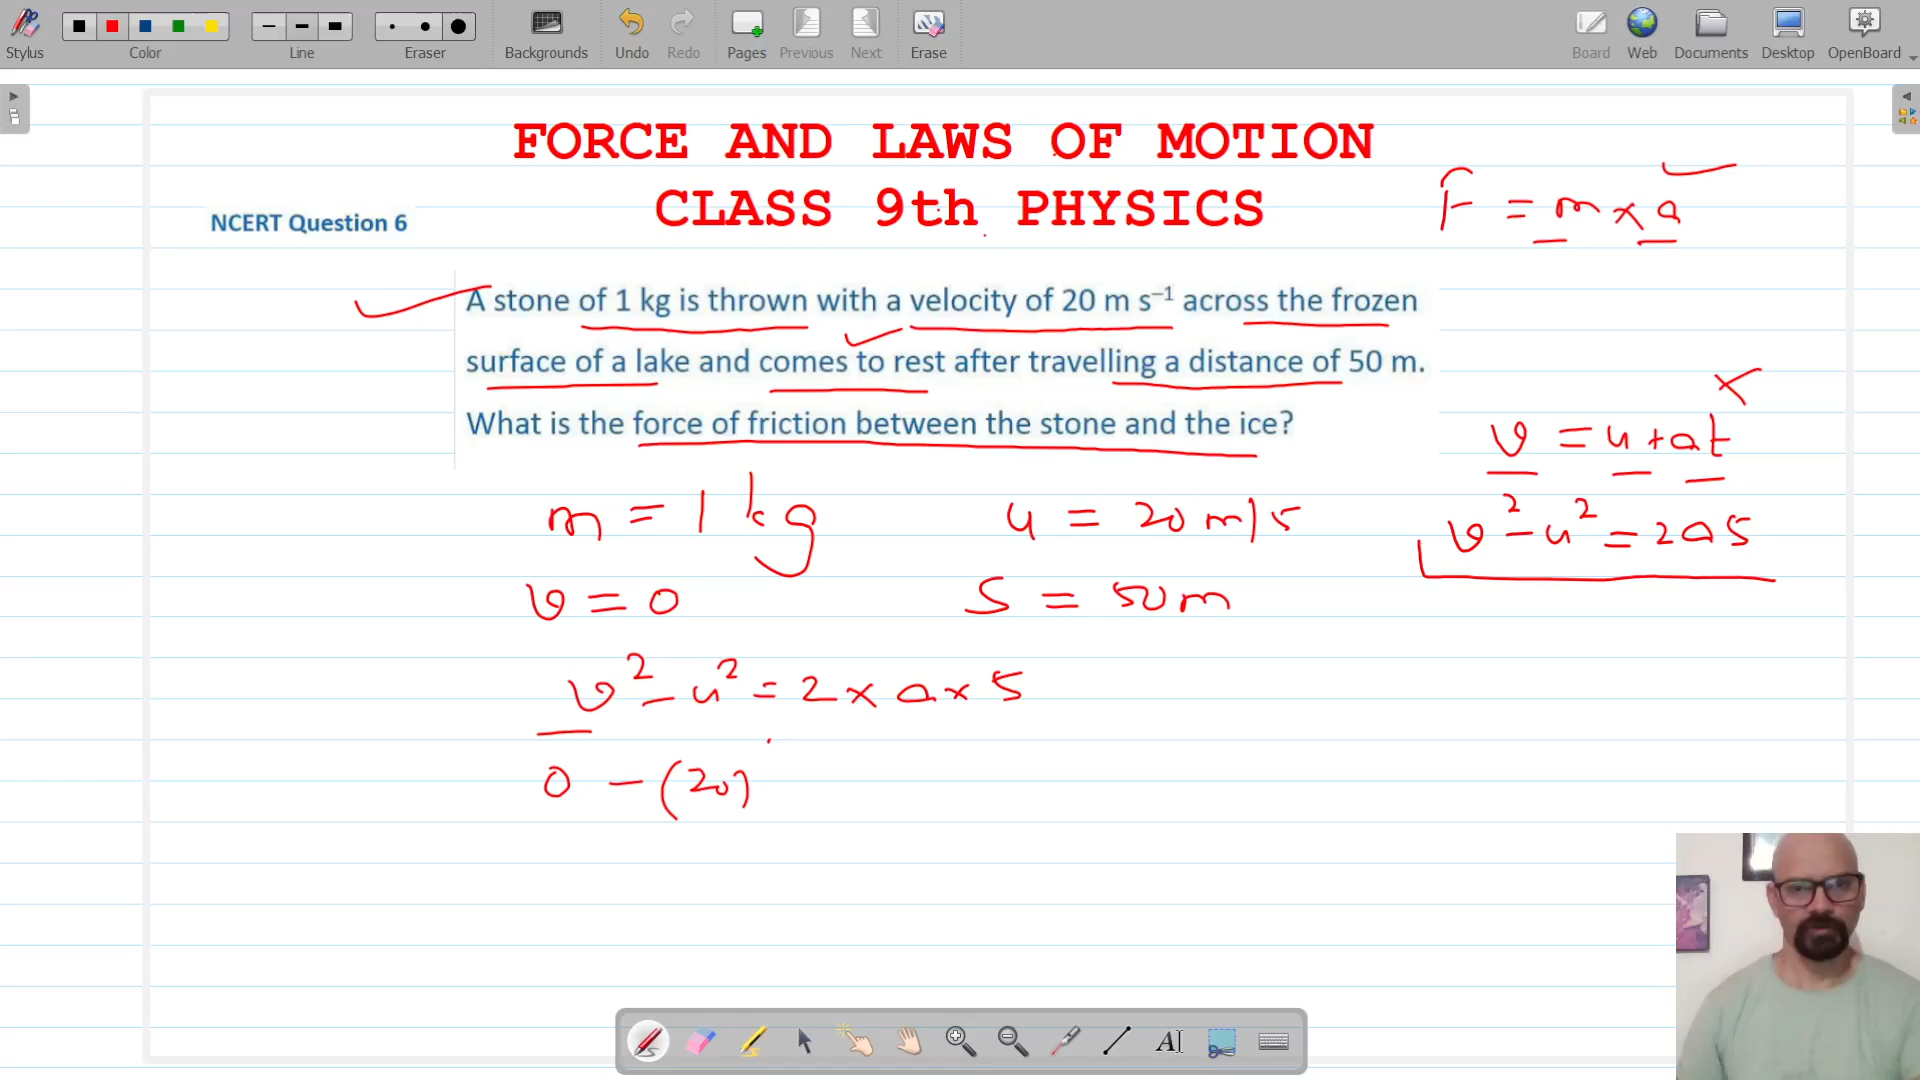 Stylus Color Line Eraser Backgrounds Undo Redo Pages Previous Next Erase Board Web Documents Desktop OpenBoard
FORCE AND LAWS OF MOTION
CLASS 9th PHYSICS
NCERT Question 6
F = m x a
A stone of 1 kg is thrown with a velocity of 20 m s⁻¹ across the frozen
surface of a lake and comes to rest after travelling a distance of 50 m.
What is the force of friction between the stone and the ice?
v = u + at
v² - u² = 2as
m = 1 kg
u = 20 m/s
v = 0
S = 50 m
v² - u² = 2 x a x s
0 - (20)
AI